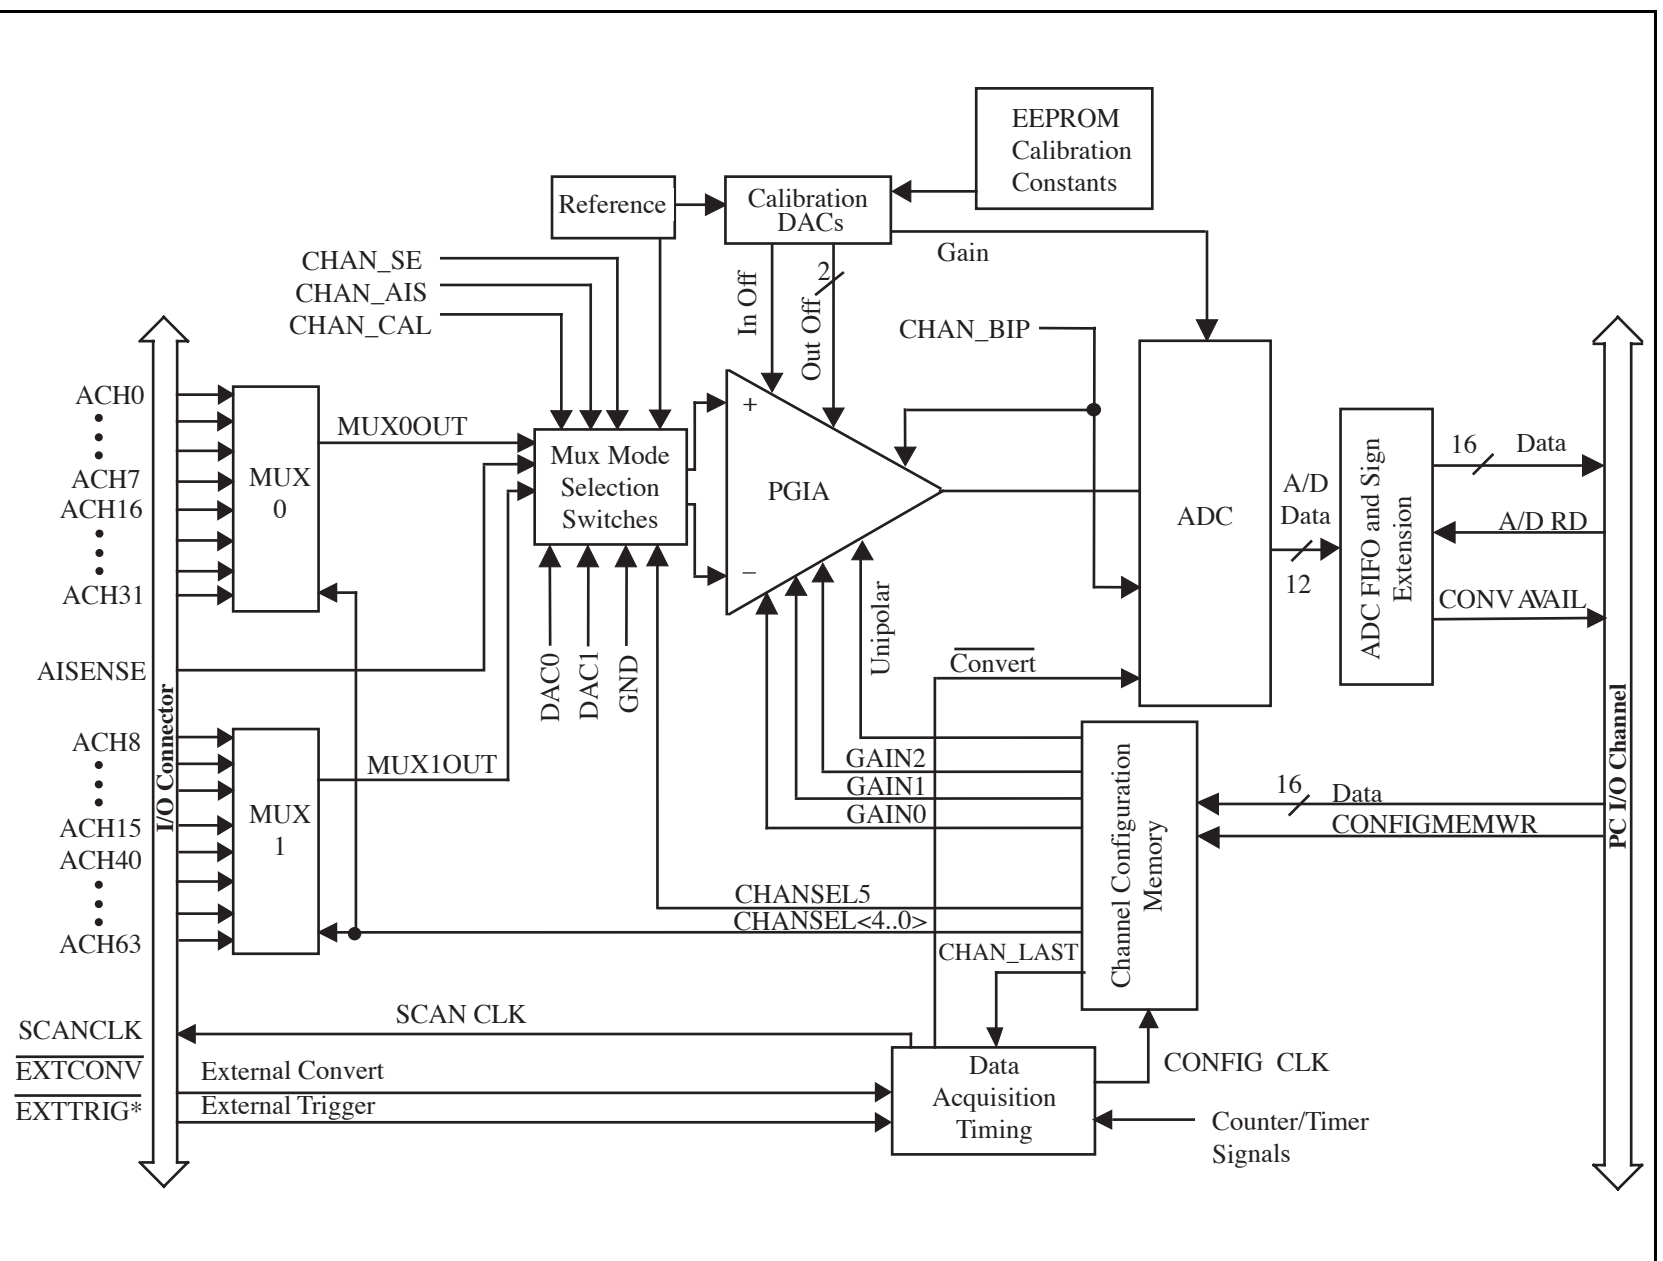 EEPROM
Calibration
Constants
Reference
Calibration
DACs
Gain
CHAN_SE
CHAN_AIS
CHAN_CAL
In Off
2
Out Off
CHAN_BIP
ACH0
ACH7
ACH16
ACH31
MUX
0
MUX0OUT
Mux Mode
Selection
Switches
+
PGIA
−
ADC
A/D
Data
12
ADC FIFO and Sign
Extension
16
Data
A/D RD
CONV AVAIL
AISENSE
I/O Connector
DAC0
DAC1
GND
Unipolar
Convert
PC I/O Channel
ACH8
ACH15
ACH40
ACH63
MUX
1
MUX1OUT
GAIN2
GAIN1
GAIN0
CHANSEL5
CHANSEL<4..0>
CHAN_LAST
Channel Configuration
Memory
16
Data
CONFIGMEMWR
SCANCLK
SCAN CLK
EXTCONV
External Convert
EXTTRIG*
External Trigger
Data
Acquisition
Timing
CONFIG CLK
Counter/Timer
Signals